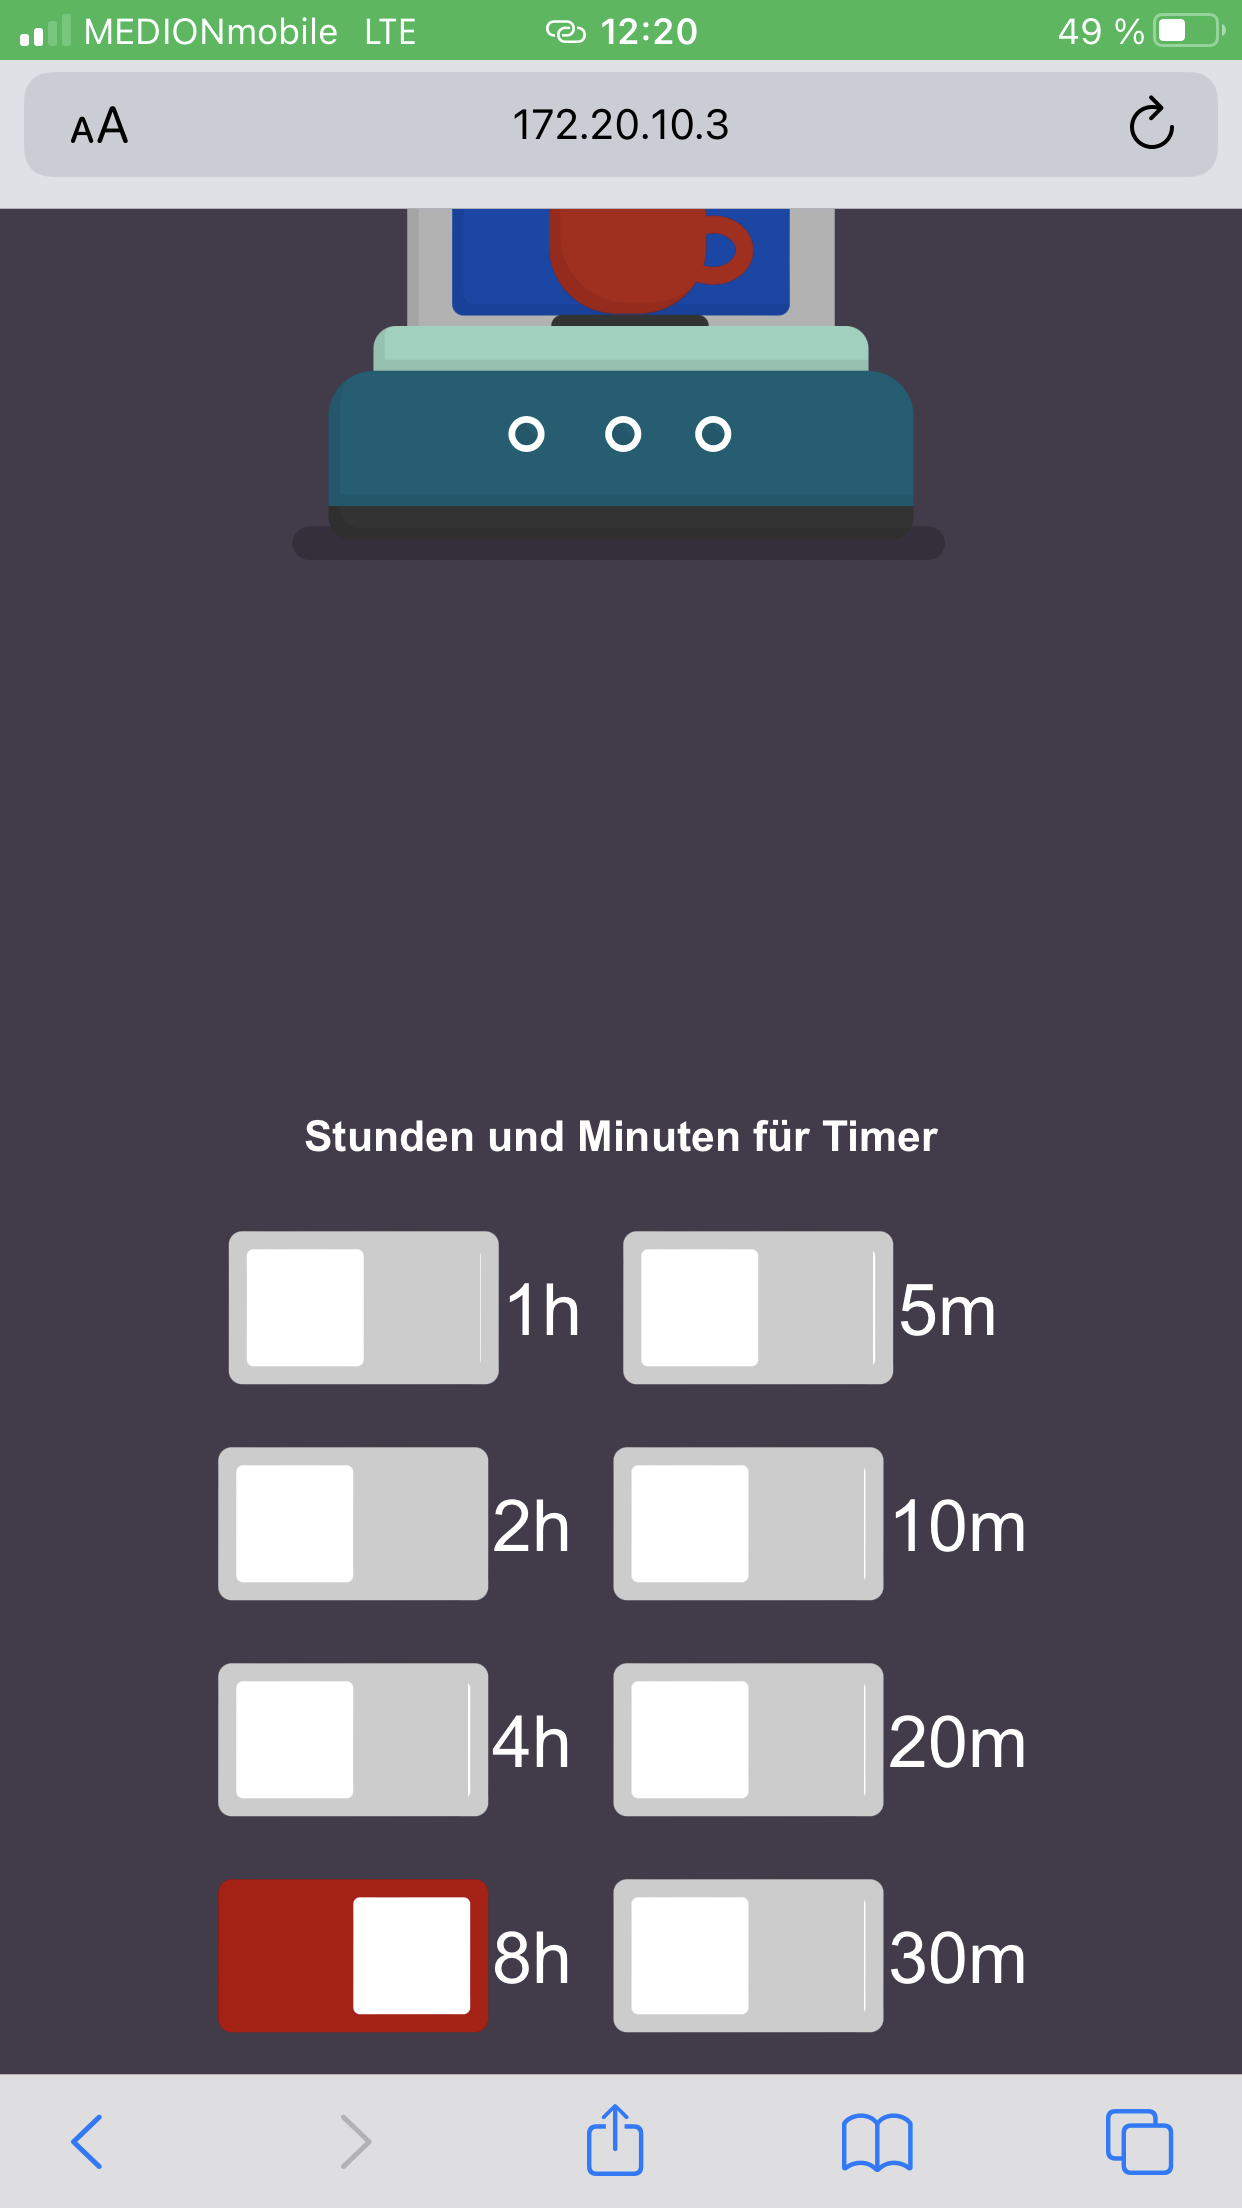 MEDIONmobile LTE 12:20 49 %
AA 172.20.10.3
Stunden und Minuten für Timer
1h 5m
2h 10m
4h 20m
8h 30m